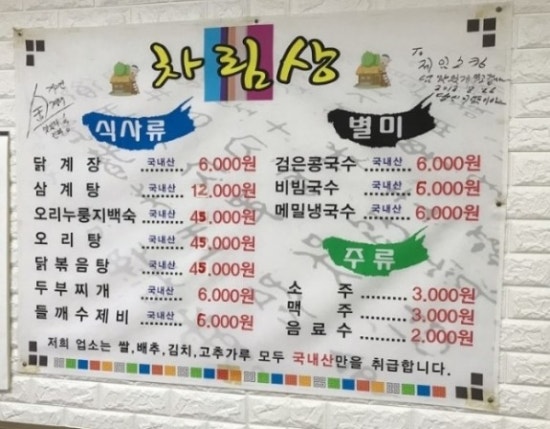 차림상
To
식사류
닭 계 장 국내산 6,000원
삼 계 탕 국내산 12,000원
오리누룽지백숙 국내산 45,000원
오 리 탕 국내산 45,000원
닭볶음탕 국내산 45,000원
두부찌개 국내산 6,000원
들깨수제비 국내산 6,000원
별미
검은콩국수 국내산 6,000원
비빔국수 국내산 6,000원
메밀냉국수 국내산 6,000원
주류
소 주 3,000원
맥 주 3,000원
음료수 2,000원
저희 업소는 쌀,배추,김치,고추가루 모두 국내산만을 취급합니다.